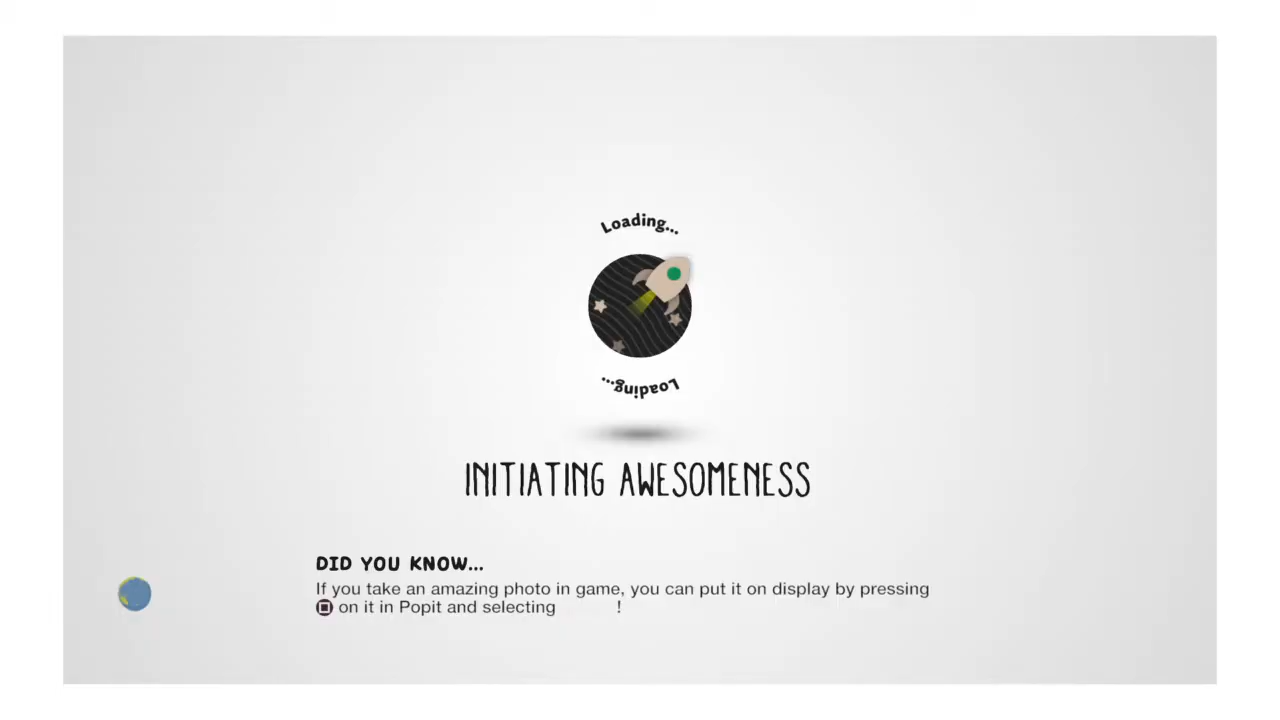 Loading...
Loading...
INITIATING AWESOMENESS
DID YOU KNOW...
If you take an amazing photo in game, you can put it on display by pressing
on it in Popit and selecting !